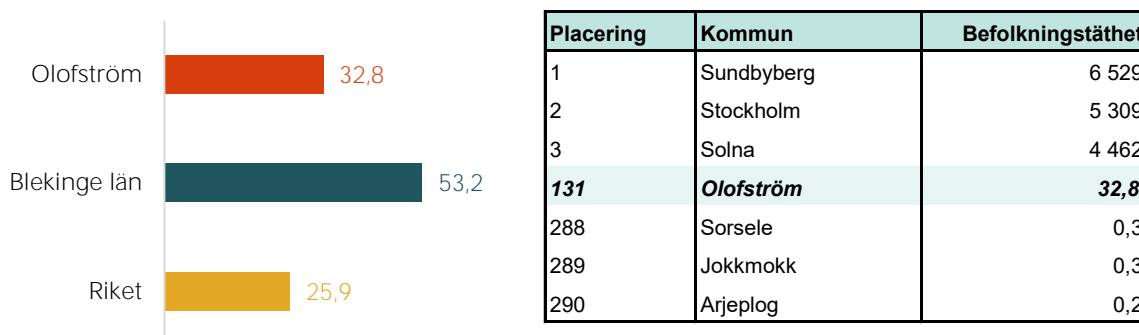 Olofström 32,8
Blekinge län 53,2
Riket 25,9
Placering Kommun Befolkningstäthet
1 Sundbyberg 6 529
2 Stockholm 5 309
3 Solna 4 462
131 Olofström 32,8
288 Sorsele 0,3
289 Jokkmokk 0,3
290 Arjeplog 0,2